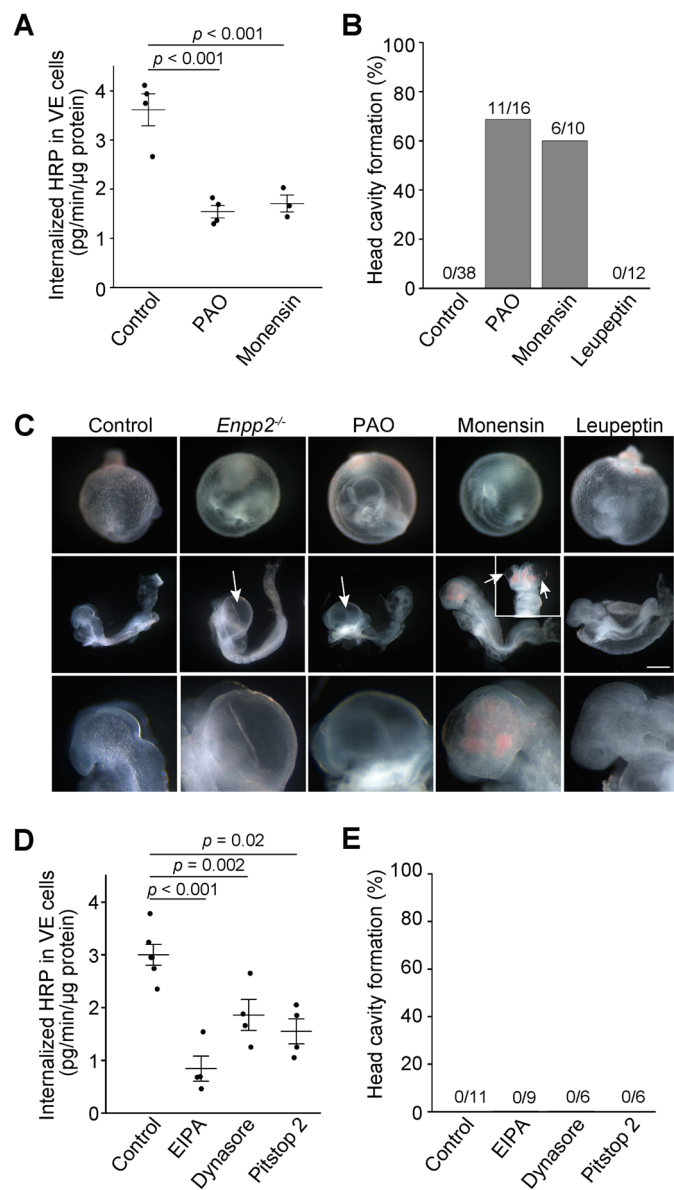 A
Internalized HRP in VE cells
(pg/min/µg protein)
p < 0.001
p < 0.001
4
3
2
1
0
Control
PAO
Monensin
B
Head cavity formation (%)
100
80
60
40
20
0
0/38
11/16
6/10
0/12
Control
PAO
Monensin
Leupeptin
C
Control
Enpp2-/-
PAO
Monensin
Leupeptin
D
Internalized HRP in VE cells
(pg/min/µg protein)
p = 0.02
p = 0.002
p < 0.001
4
3
2
1
0
Control
EIPA
Dynasore
Pitstop 2
E
Head cavity formation (%)
100
80
60
40
20
0
0/11
0/9
0/6
0/6
Control
EIPA
Dynasore
Pitstop 2